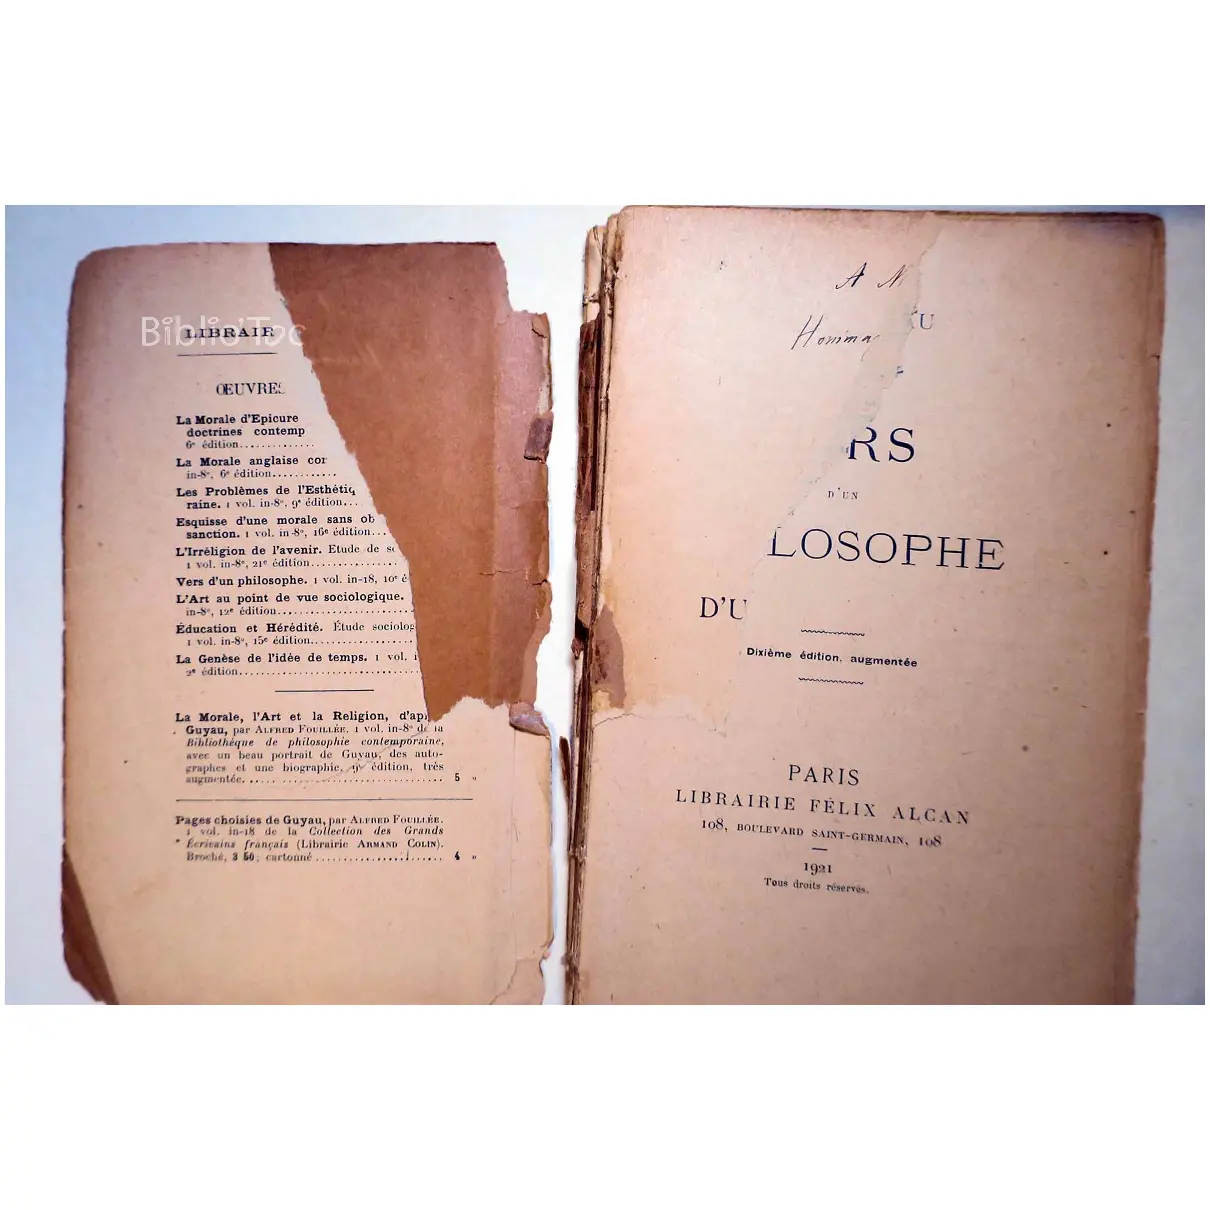 Biblio'Toc
LIBRAIR
ŒUVRES
La Morale d'Epicure
doctrines contemp
6e édition..............
La Morale anglaise con
in-8°, 6e édition............
Les Problèmes de l'Esthétiq
raine. 1 vol. in-8°, 9e édition...
Esquisse d'une morale sans ob
sanction. 1 vol. in-8°, 16e édition...
L'Irréligion de l'avenir. Etude de so
1 vol. in-8°, 21e édition..................
Vers d'un philosophe. 1 vol. in-18, 10e é
L'Art au point de vue sociologique.
in-8°, 12e édition......................
Éducation et Hérédité. Étude sociolog
1 vol. in-8°, 15e édition..................
La Genèse de l'idée de temps. 1 vol. i
2e édition..............................
La Morale, l'Art et la Religion, d'apr
Guyau, par ALFRED FOUILLÉE. 1 vol. in-8° de la
Bibliothèque de philosophie contemporaine,
avec un beau portrait de Guyau, des auto-
graphes et une biographie, 9e édition, très
augmentée.............................. 5 »
Pages choisies de Guyau, par ALFRED FOUILLÉE.
1 vol. in-18 de la Collection des Grands
Écrivains français (Librairie ARMAND COLIN).
Broché, 3 50; cartonné.................... 4 »
A M
U
Homma
RS
D'UN
LOSOPHE
D'U
Dixième édition, augmentée
PARIS
LIBRAIRIE FÉLIX ALCAN
108, BOULEVARD SAINT-GERMAIN, 108
1921
Tous droits réservés.